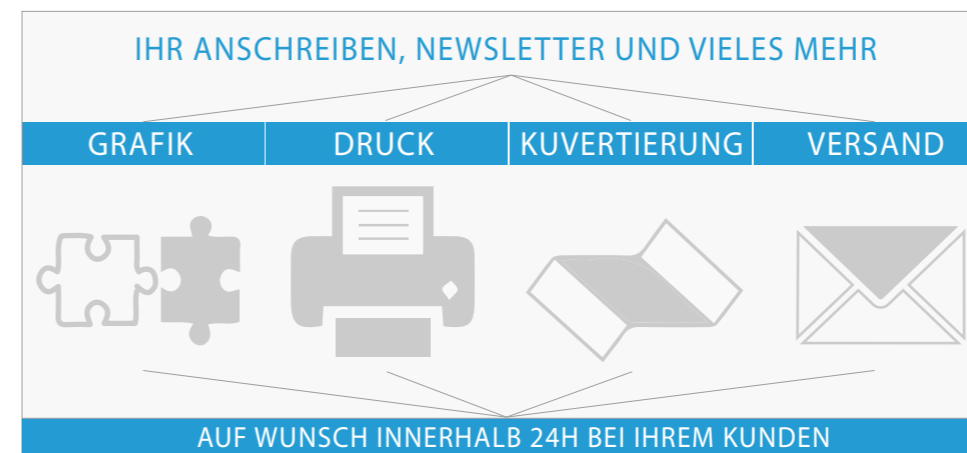 IHR ANSCHREIBEN, NEWSLETTER UND VIELES MEHR
GRAFIK DRUCK KUVERTIERUNG VERSAND
AUF WUNSCH INNERHALB 24H BEI IHREM KUNDEN